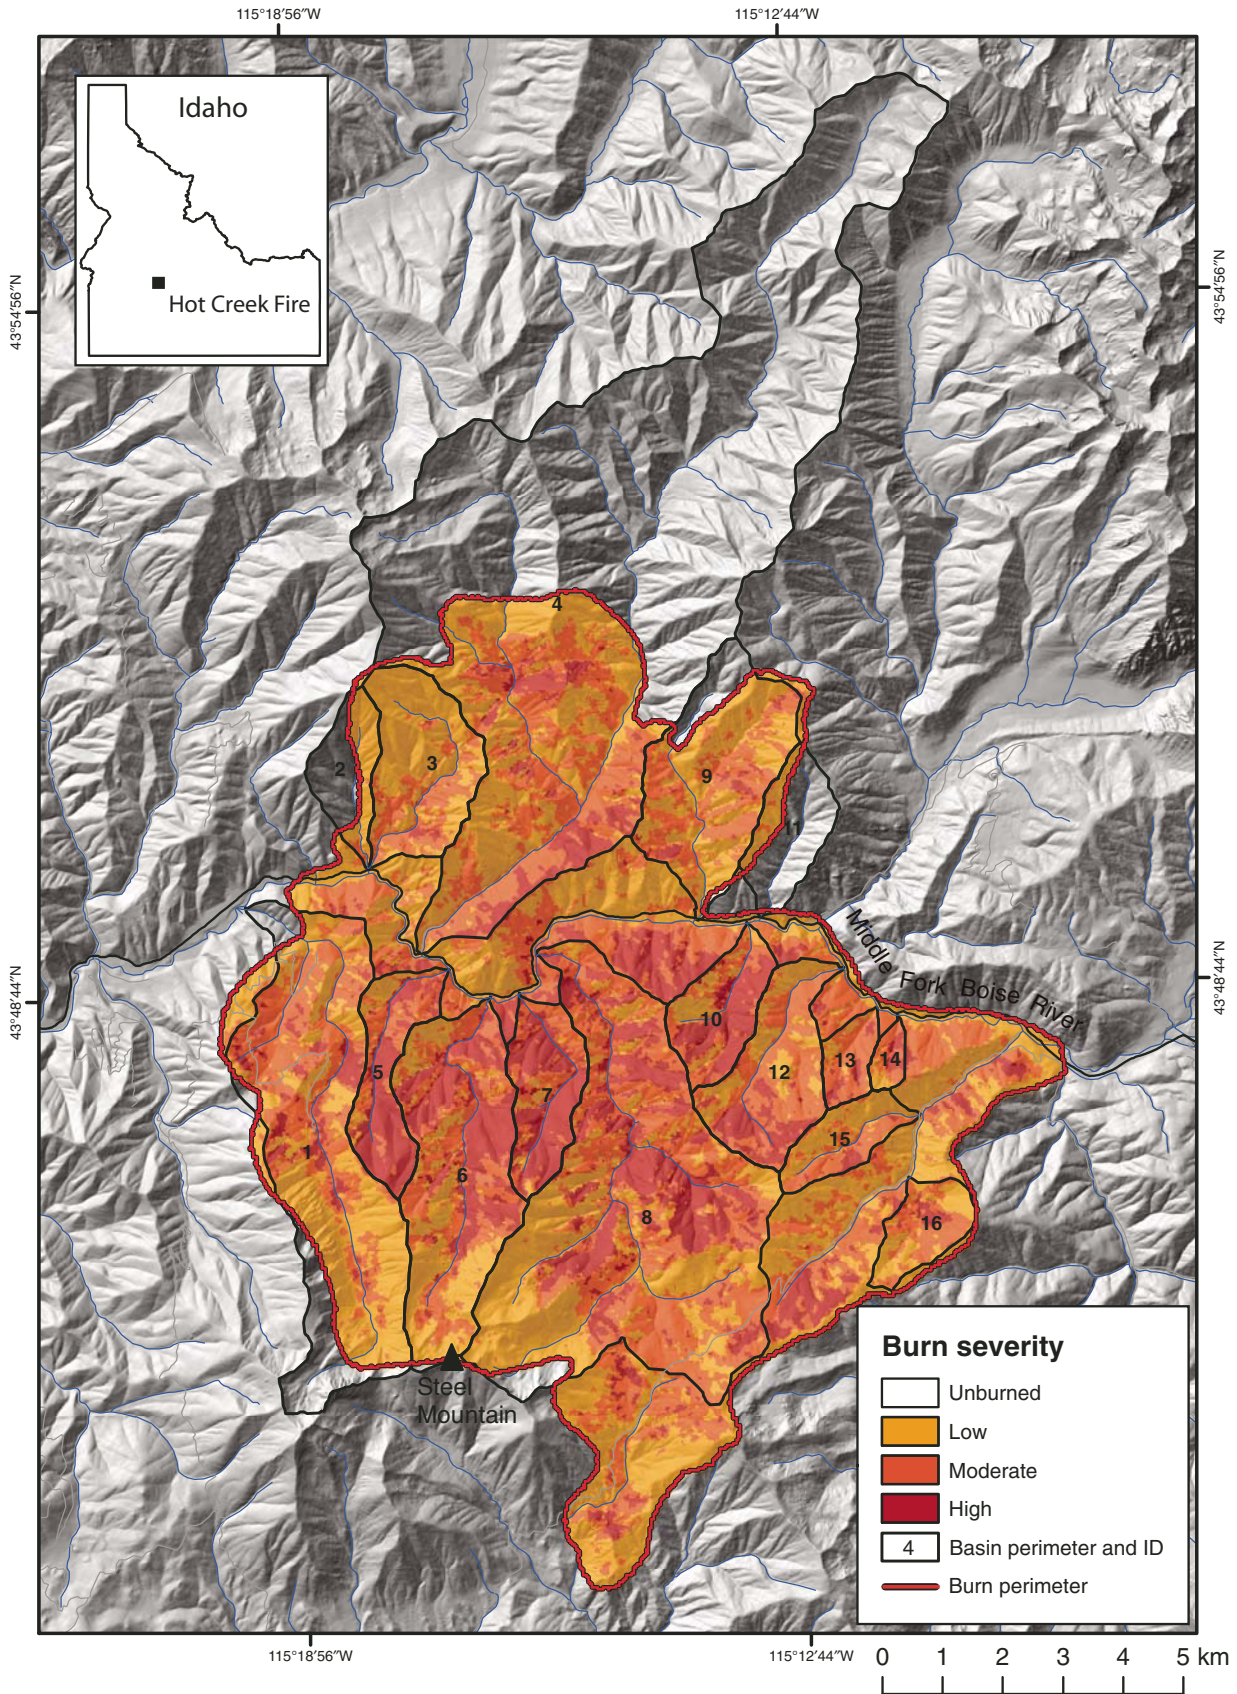 115°18′56″W
115°12′44″W
Idaho
Hot Creek Fire
43°54′56″N
43°54′56″N
4
2
3
9
11
Middle Fork Boise River
43°48′44″N
43°48′44″N
10
5
12
13
14
7
15
1
6
8
16
Steel
Mountain
Burn severity
Unburned
Low
Moderate
High
4 Basin perimeter and ID
Burn perimeter
115°18′56″W
115°12′44″W
0 1 2 3 4 5 km